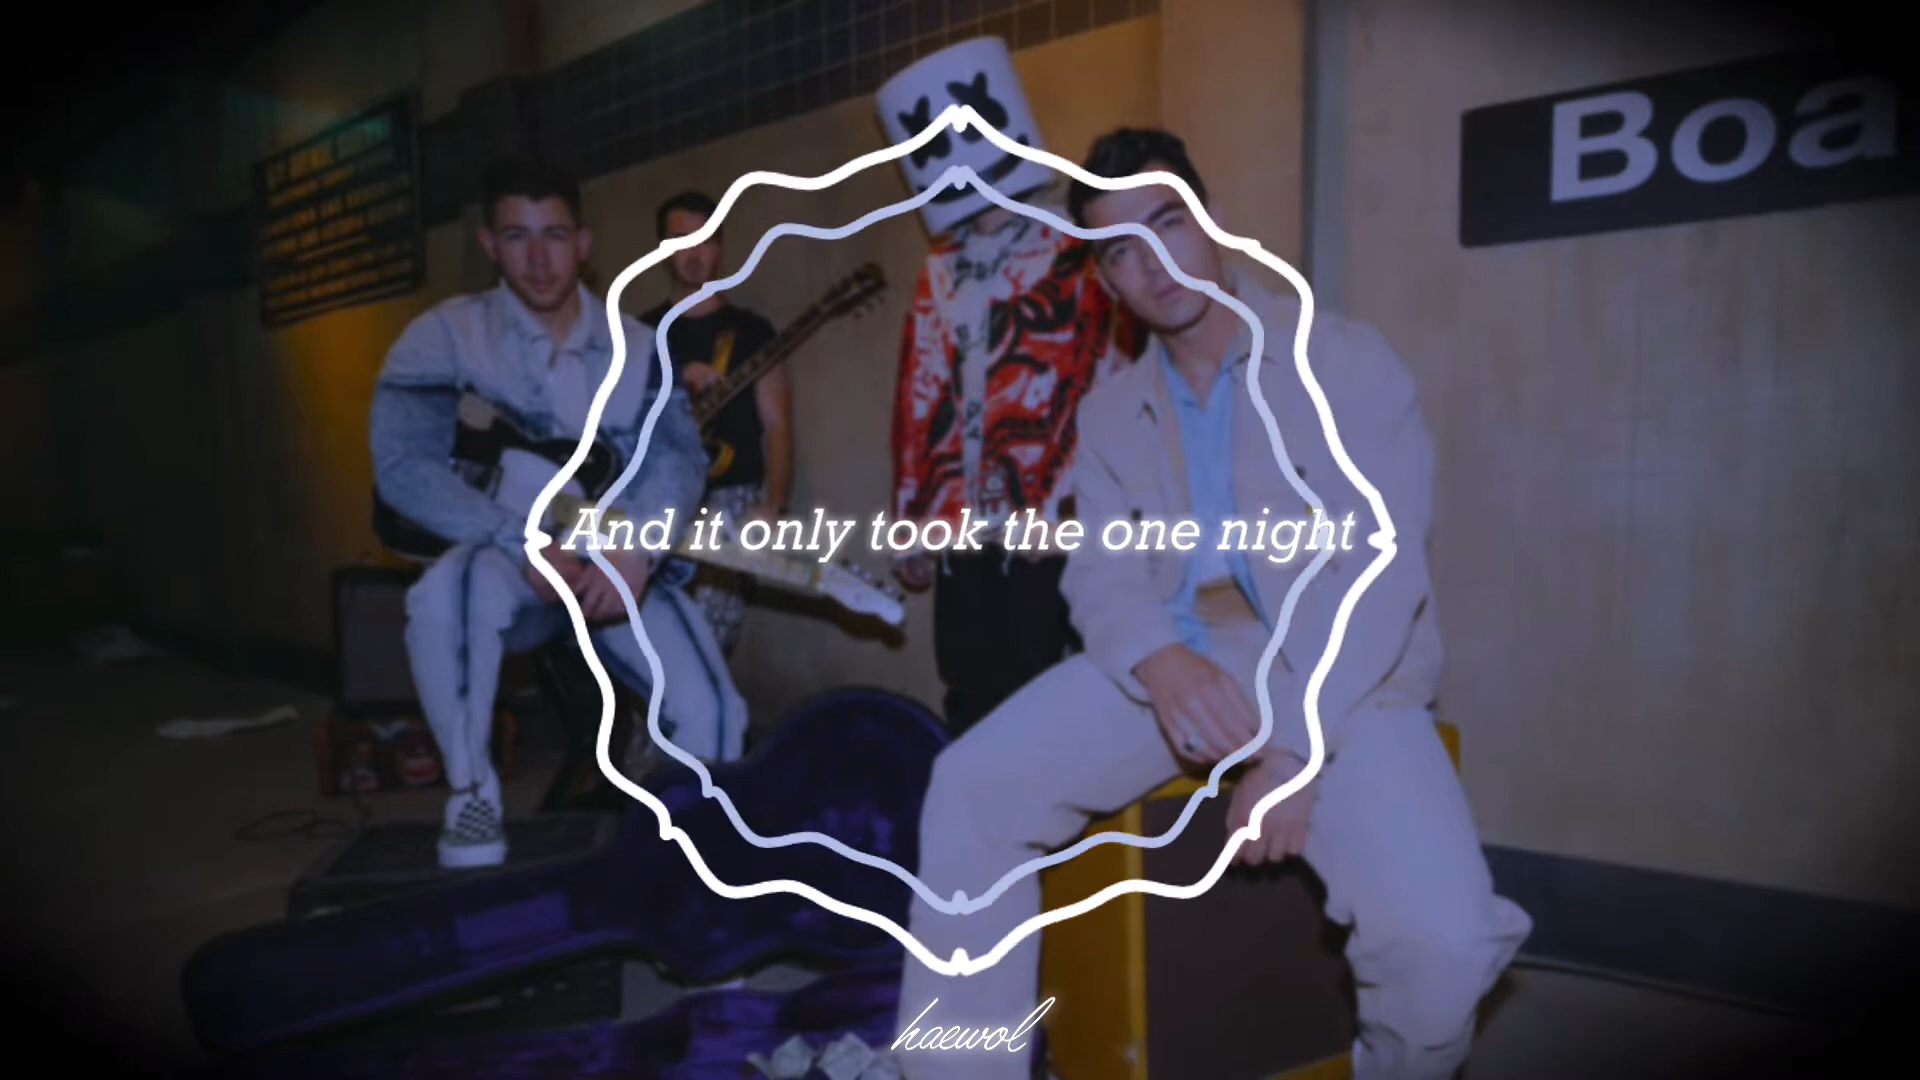 Boa
And it only took the one night
haewol